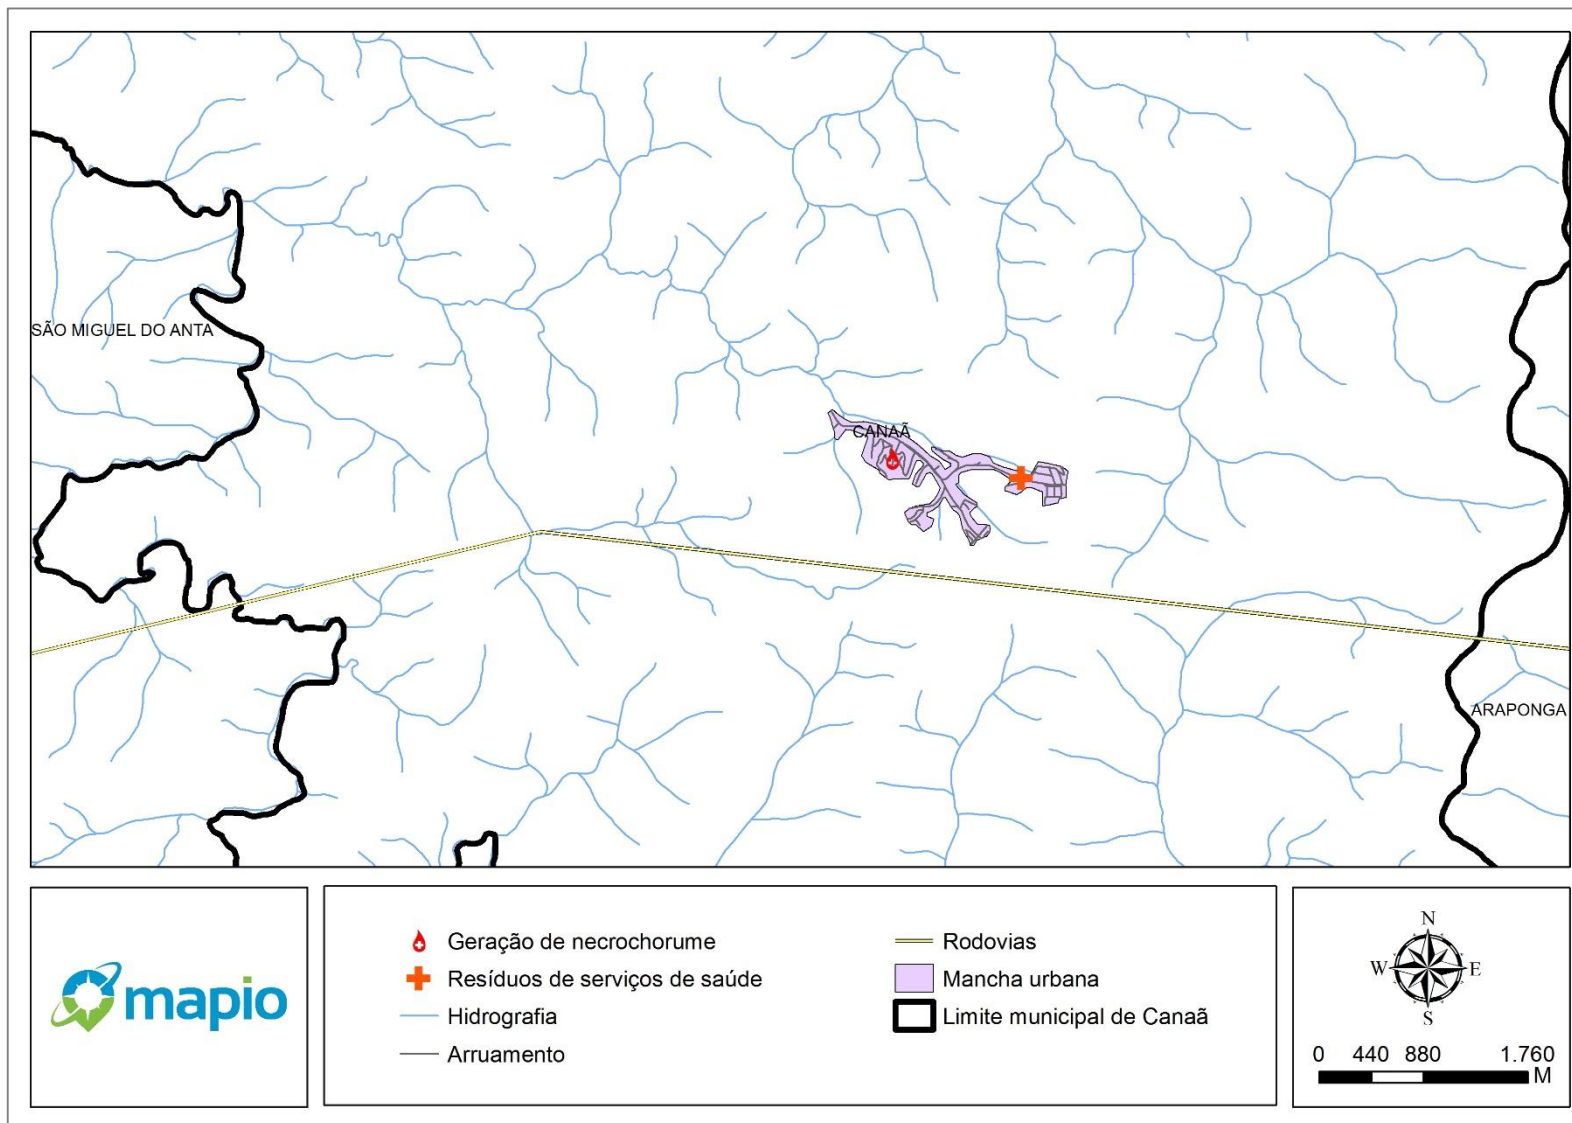 SÃO MIGUEL DO ANTA
CANAÃ
ARAPONGA
mapio
Geração de necrochorume
Resíduos de serviços de saúde
Hidrografia
Arruamento
Rodovias
Mancha urbana
Limite municipal de Canaã
N
W E
S
0 440 880 1.760
M